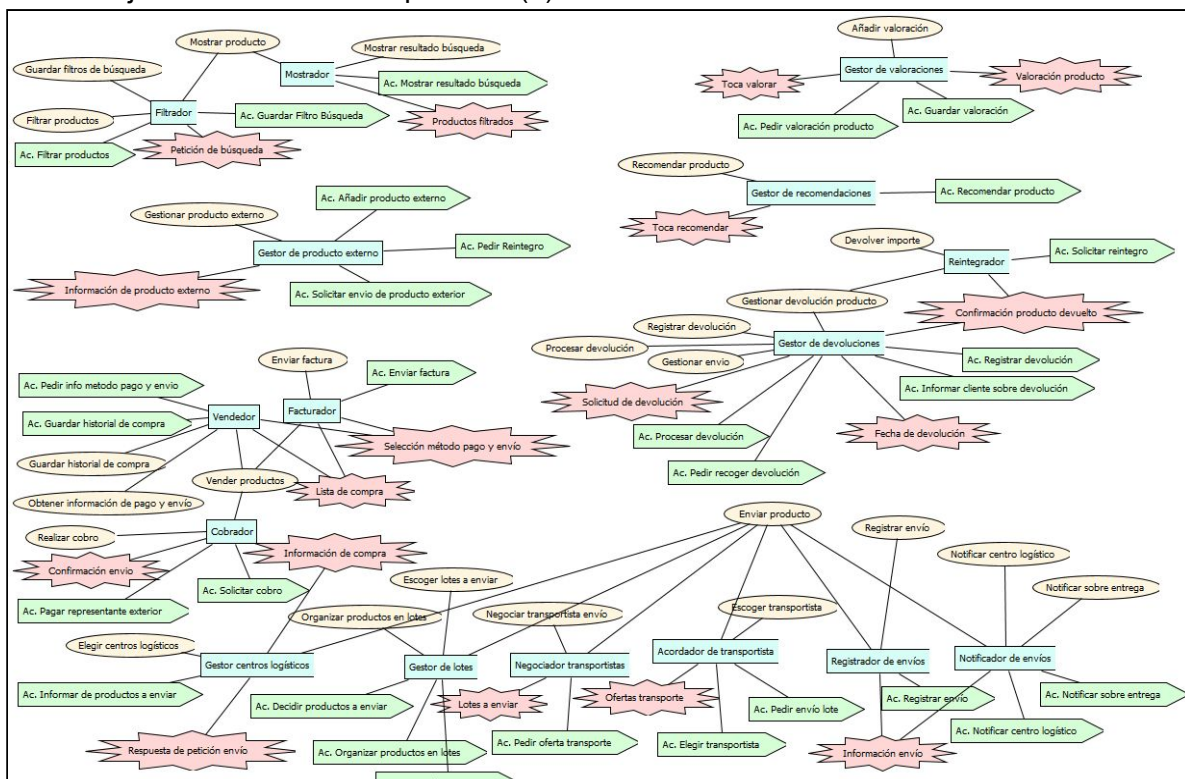 Mostrar producto
Añadir valoración
Mostrar resultado búsqueda
Guardar filtros de búsqueda
Mostrador
Gestor de valoraciones
Toca valorar
Valoración producto
Ac. Mostrar resultado búsqueda
Filtrador
Ac. Guardar Filtro Búsqueda
Ac. Guardar valoración
Filtrar productos
Productos filtrados
Ac. Pedir valoración producto
Ac. Filtrar productos
Petición de búsqueda
Recomendar producto
Gestor de recomendaciones
Ac. Recomendar producto
Ac. Añadir producto externo
Gestionar producto externo
Toca recomendar
Devolver importe
Gestor de producto externo
Ac. Pedir Reintegro
Reintegrador
Ac. Solicitar reintegro
Información de producto externo
Ac. Solicitar envio de producto exterior
Gestionar devolución producto
Confirmación producto devuelto
Registrar devolución
Procesar devolución
Gestor de devoluciones
Enviar factura
Gestionar envio
Ac. Registrar devolución
Ac. Enviar factura
Ac. Pedir info metodo pago y envio
Ac. Informar cliente sobre devolución
Solicitud de devolución
Vendedor
Facturador
Ac. Guardar historial de compra
Ac. Procesar devolución
Fecha de devolución
Selección método pago y envío
Guardar historial de compra
Ac. Pedir recoger devolución
Vender productos
Lista de compra
Obtener información de pago y envío
Enviar producto
Registrar envío
Cobrador
Realizar cobro
Información de compra
Notificar centro logístico
Confirmación envio
Escoger lotes a enviar
Ac. Solicitar cobro
Notificar sobre entrega
Ac. Pagar representante exterior
Negociar transportista envío
Escoger transportista
Organizar productos en lotes
Elegir centros logísticos
Acordador de transportista
Gestor centros logísticos
Gestor de lotes
Negociador transportistas
Registrador de envíos
Notificador de envíos
Ac. Informar de productos a enviar
Ofertas transporte
Ac. Registrar envío
Ac. Notificar sobre entrega
Ac. Decidir productos a enviar
Lotes a enviar
Ac. Pedir envío lote
Ac. Notificar centro logístico
Respuesta de petición envío
Ac. Organizar productos en lotes
Ac. Pedir oferta transporte
Ac. Elegir transportista
Información envío